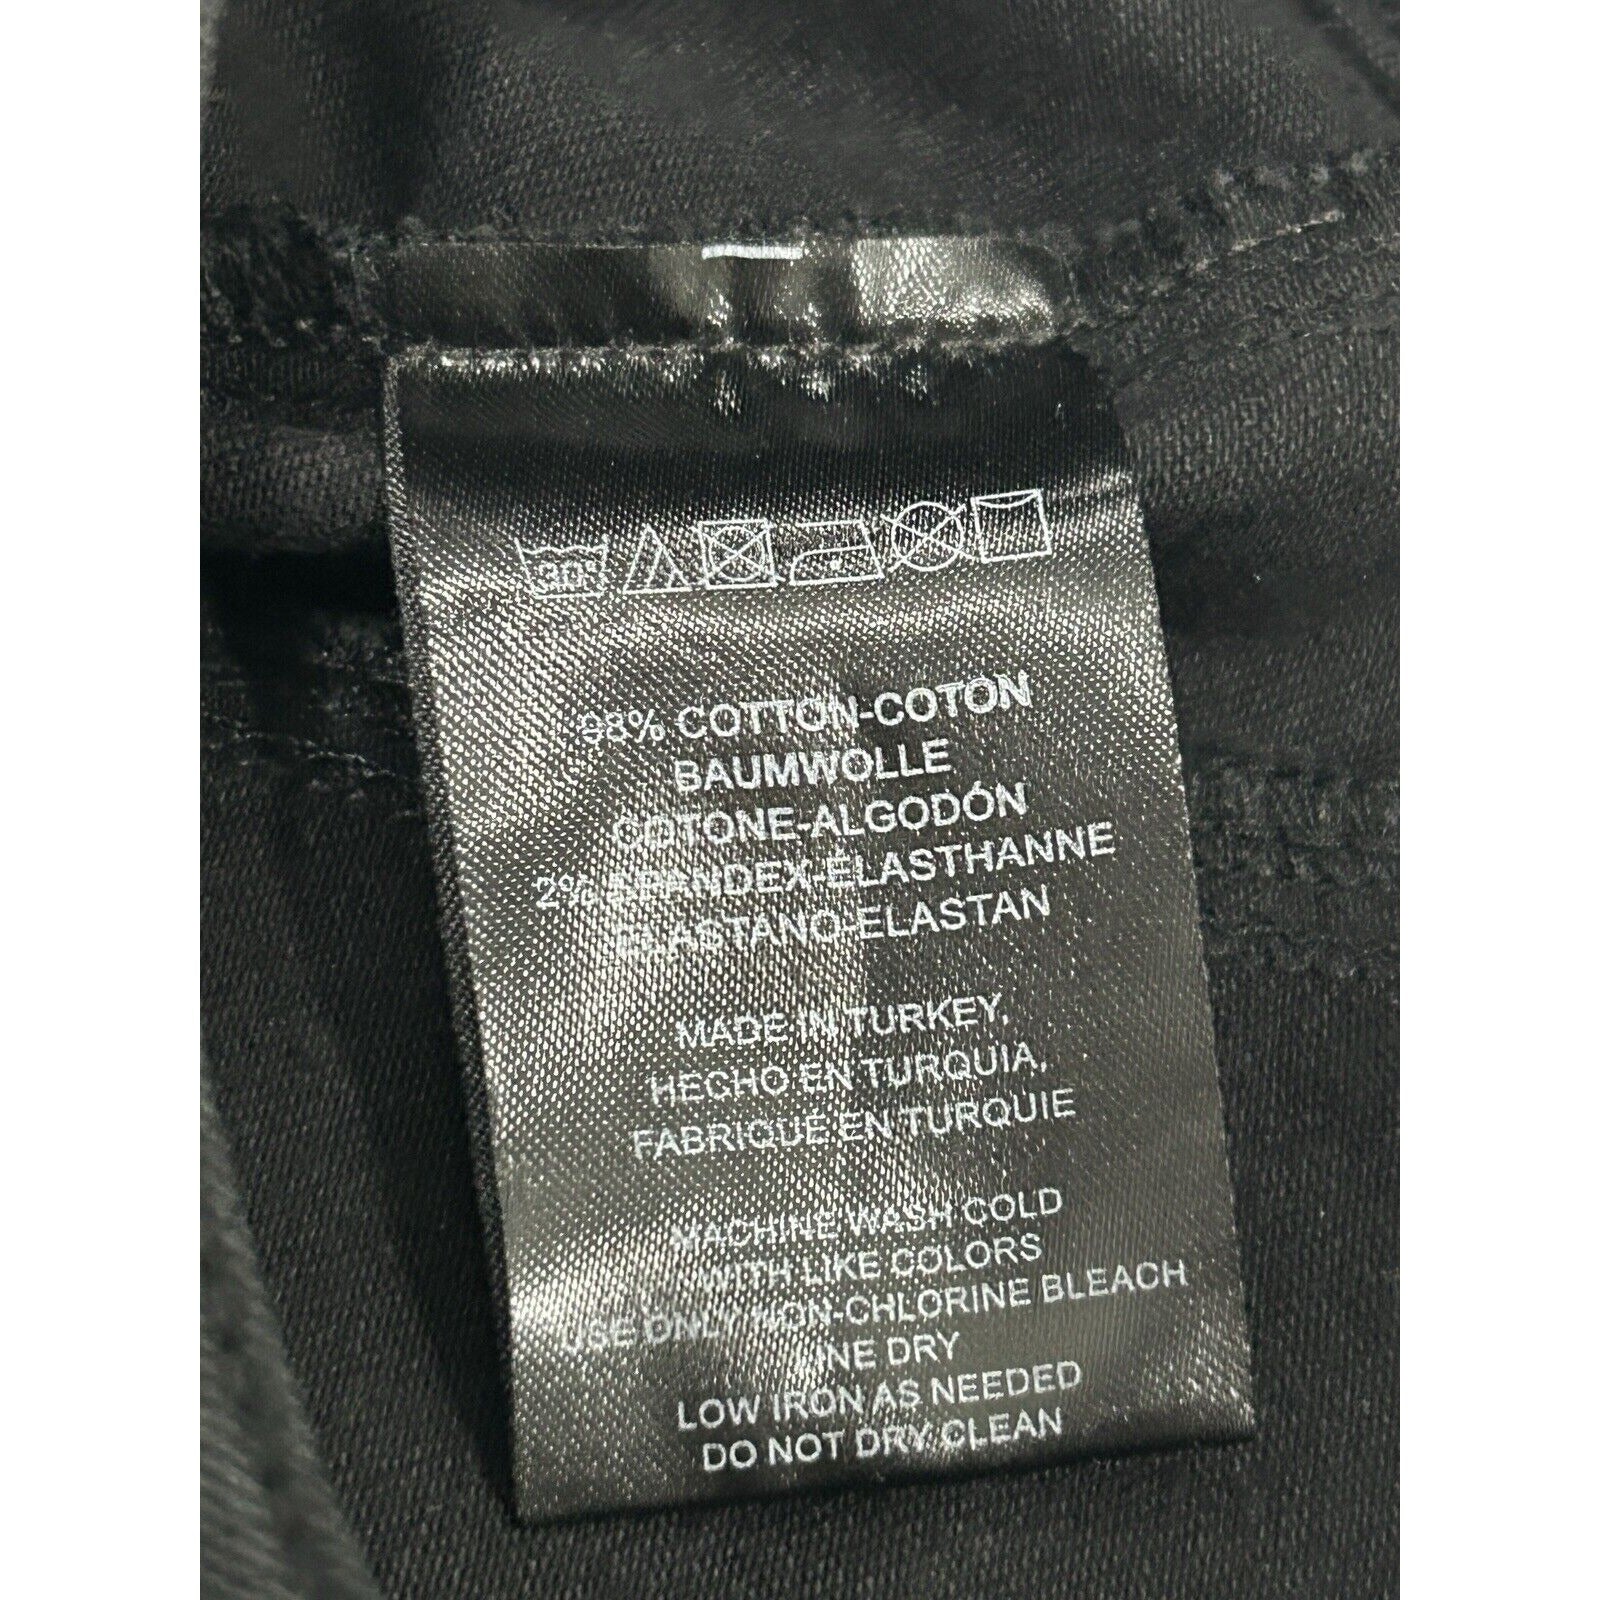 30°
98% COTTON-COTON
BAUMWOLLE
COTONE-ALGODÓN
2% SPANDEX-ÉLASTHANNE
ELASTANO-ELASTAN
MADE IN TURKEY,
HECHO EN TURQUIA,
FABRIQUÉ EN TURQUIE
MACHINE WASH COLD
WITH LIKE COLORS
USE ONLY NON-CHLORINE BLEACH
LINE DRY
LOW IRON AS NEEDED
DO NOT DRY CLEAN